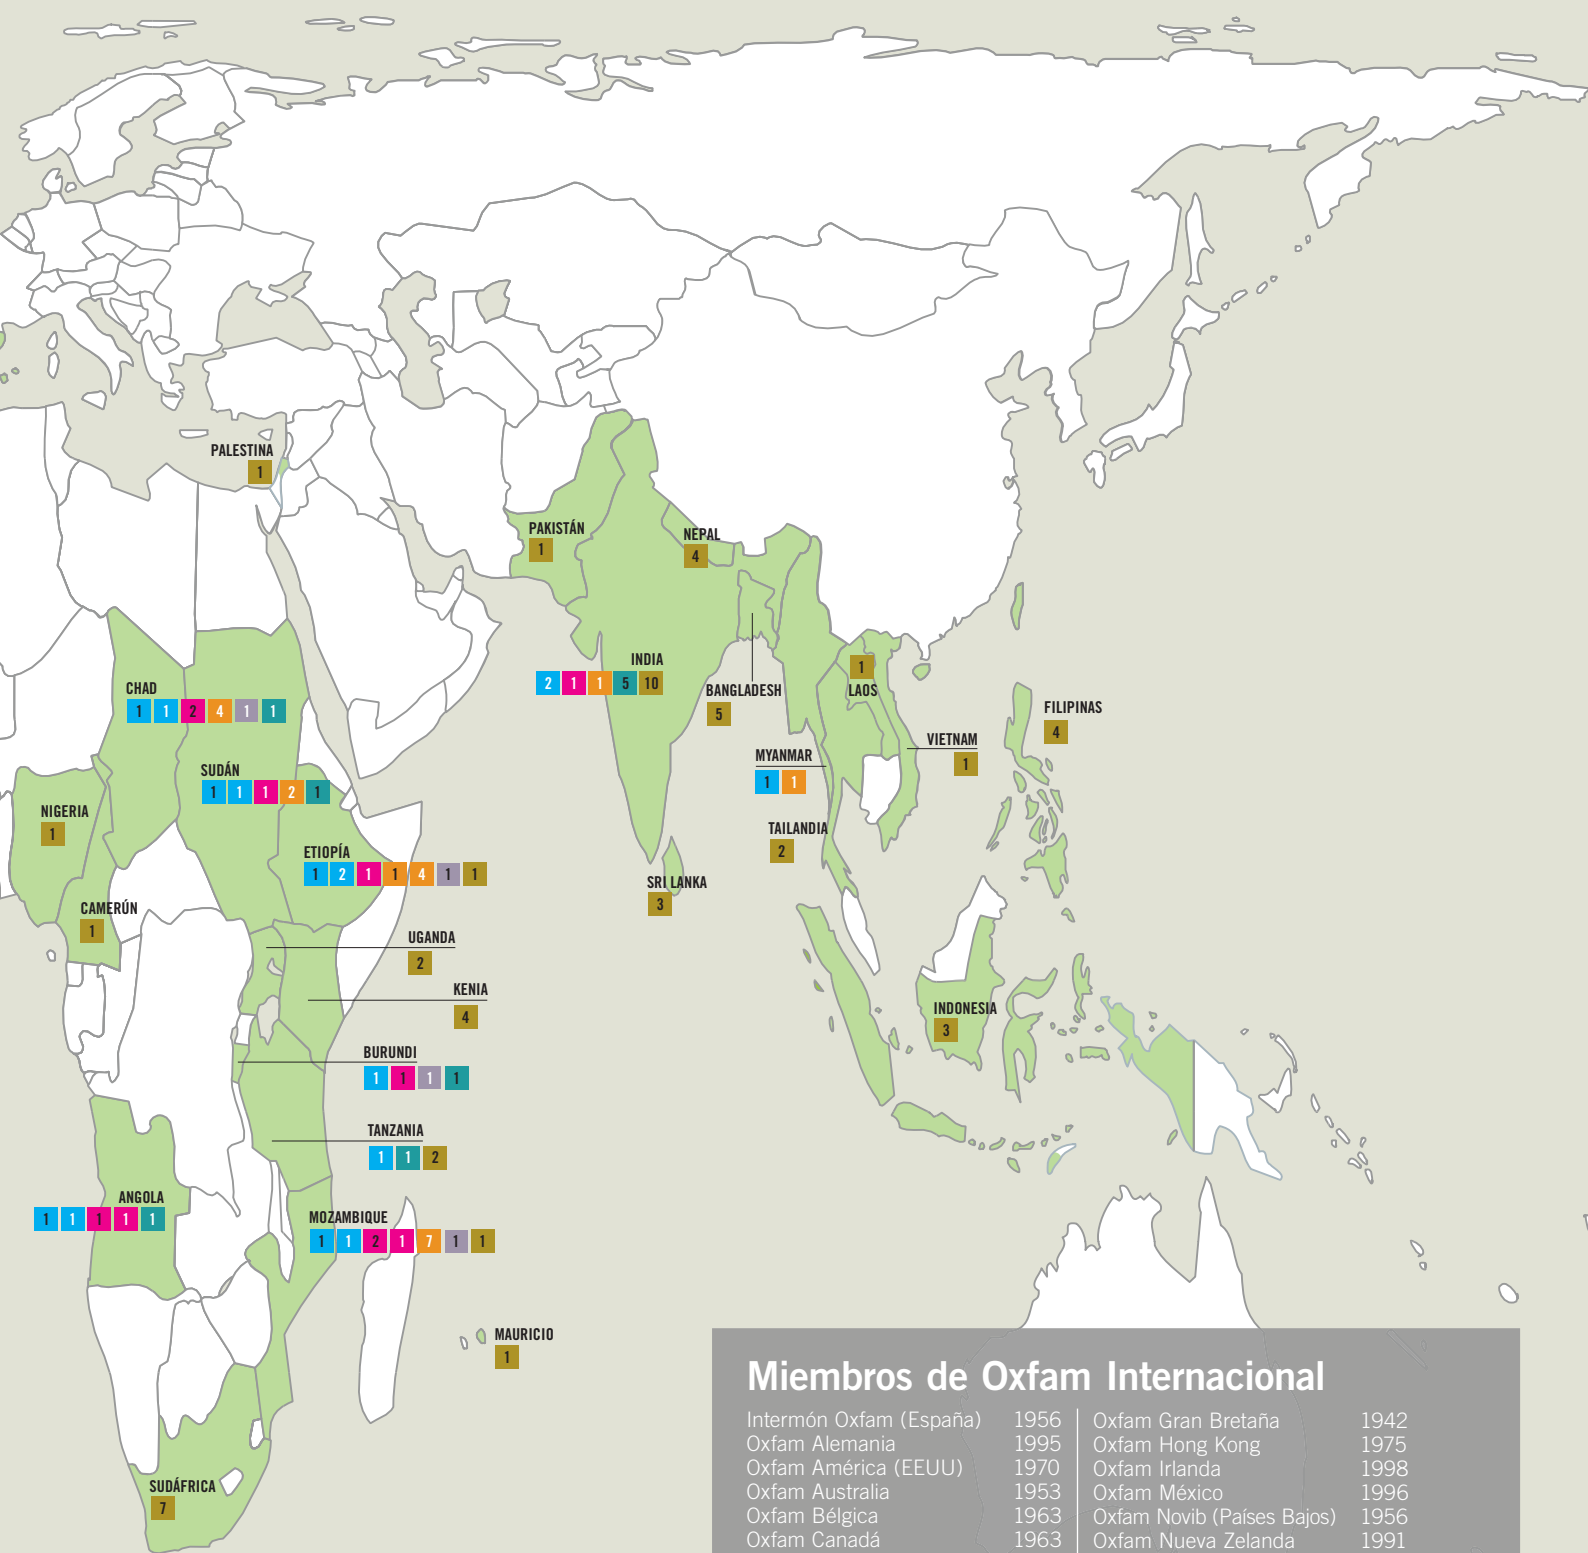 PALESTINA
1
PAKISTÁN
1
NEPAL
4
INDIA
2 1 1 5 10
BANGLADESH
5
1
LAOS
FILIPINAS
4
VIETNAM
1
MYANMAR
1 1
TAILANDIA
2
SRI LANKA
3
INDONESIA
3
CHAD
1 1 2 4 1 1
SUDÁN
1 1 1 2 1
NIGERIA
1
ETIOPÍA
1 2 1 1 4 1 1
CAMERÚN
1
UGANDA
2
KENIA
4
BURUNDI
1 1 1 1
TANZANIA
1 1 2
ANGOLA
1 1 1 1 1
MOZAMBIQUE
1 1 2 1 7 1 1
MAURICIO
1
SUDÁFRICA
7
Miembros de Oxfam Internacional
Intermón Oxfam (España) 1956
Oxfam Alemania 1995
Oxfam América (EEUU) 1970
Oxfam Australia 1953
Oxfam Bélgica 1963
Oxfam Canadá 1963
Oxfam Gran Bretaña 1942
Oxfam Hong Kong 1975
Oxfam Irlanda 1998
Oxfam México 1996
Oxfam Novib (Países Bajos) 1956
Oxfam Nueva Zelanda 1991